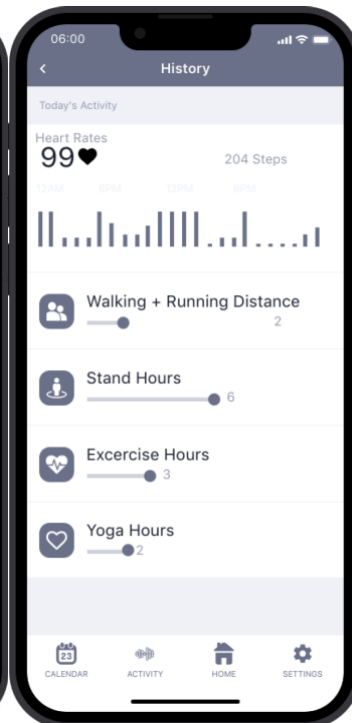 06:00
History
Today's Activity
Heart Rates
99
204 Steps
12AM 6PM 12PM 6PM
Walking + Running Distance
2
Stand Hours
6
Excercise Hours
3
Yoga Hours
2
23
CALENDAR ACTIVITY HOME SETTINGS